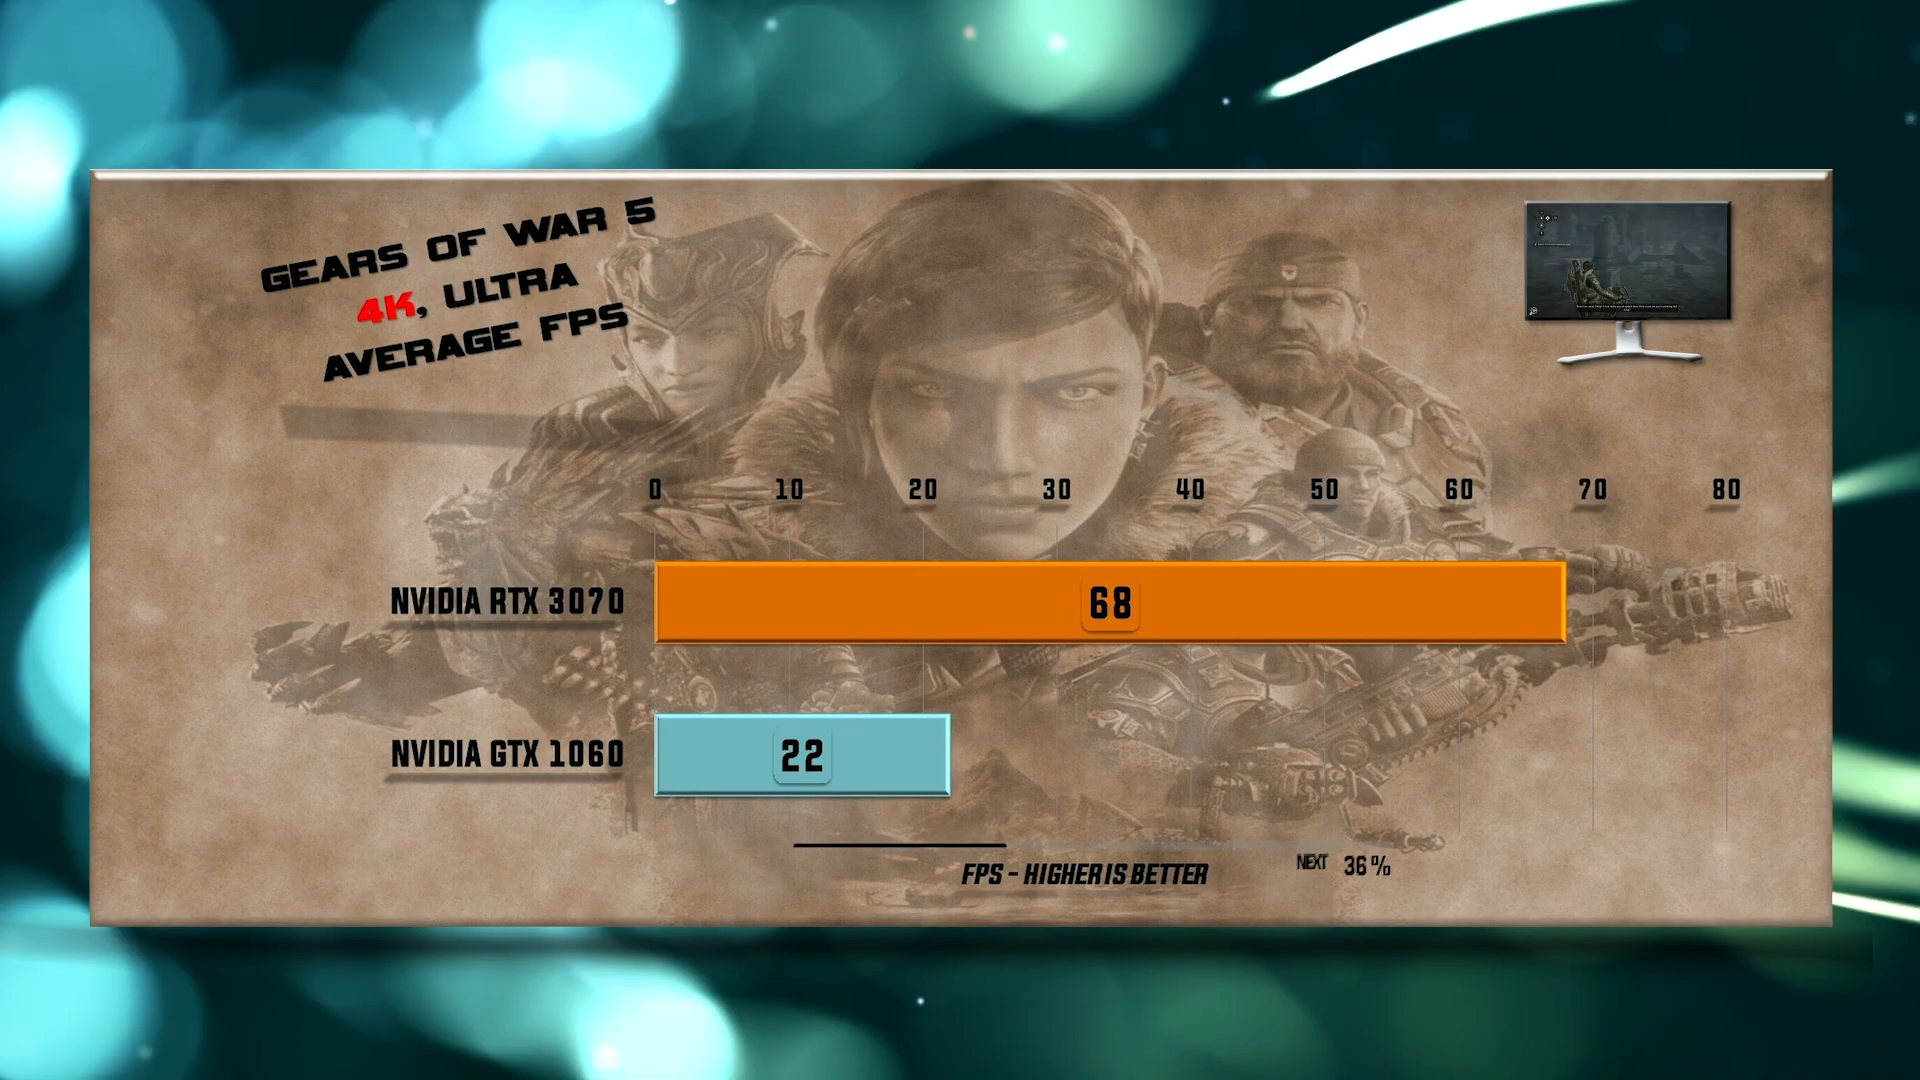 GEARS OF WAR 5
4K, ULTRA
AVERAGE FPS
0 10 20 30 40 50 60 70 80
NVIDIA RTX 3070 68
NVIDIA GTX 1060 22
FPS - HIGHER IS BETTER
NEXT 36%